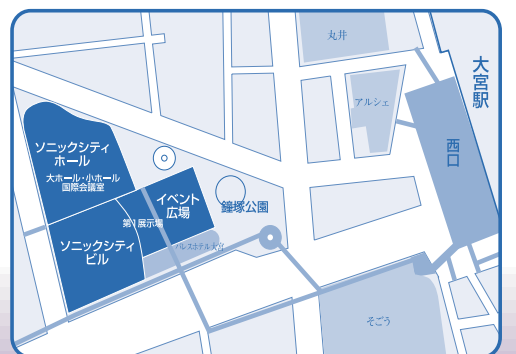 丸井
大宮駅
アルシェ
西口
ソニックシティ
ホール
大ホール・小ホール
国際会議室
イベント
広場
鐘塚公園
第1展示場
ソニックシティ
ビル
パレスホテル大宮
そごう